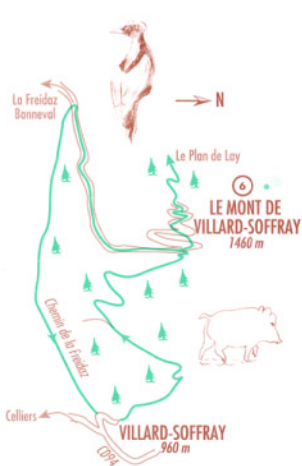 La Freidaz
Bonneval
N
Le Plan de Lay
6
LE MONT DE
VILLARD-SOFFRAY
1460 m
Chemin de la Freidaz
Celliers
VILLARD-SOFFRAY
960 m
CD94